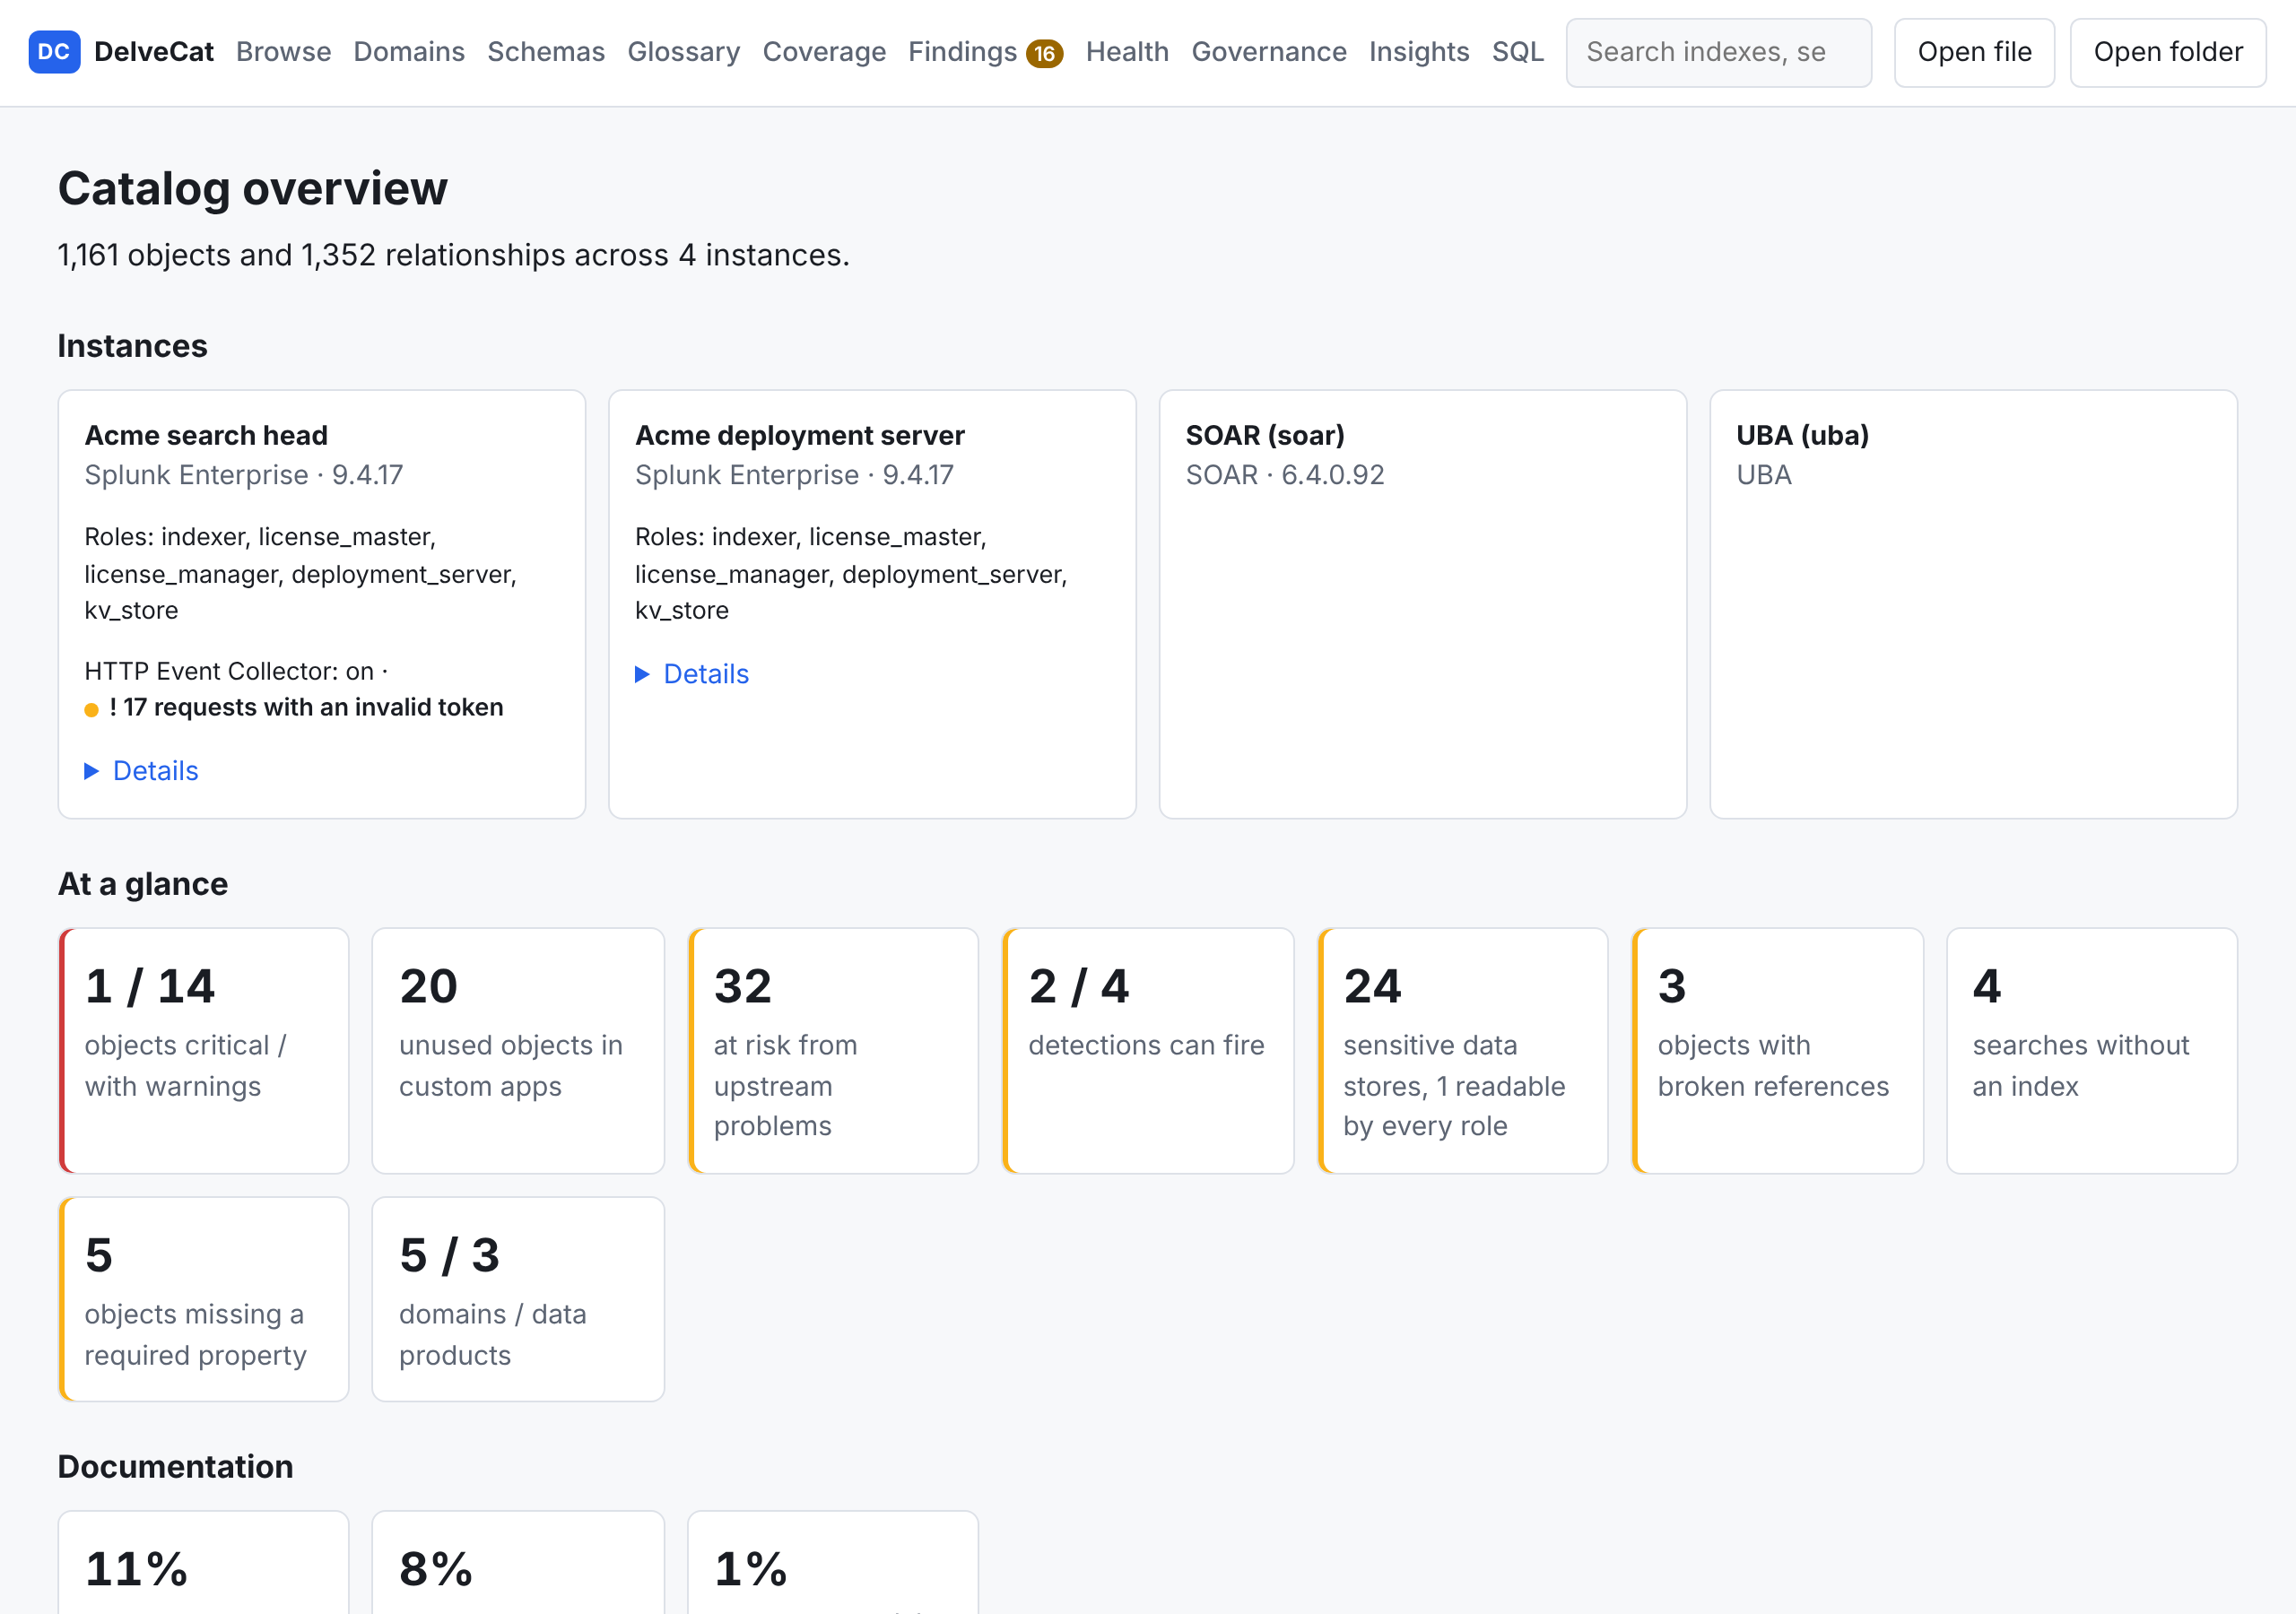 DC DelveCat Browse Domains Schemas Glossary Coverage Findings 16 Health Governance Insights SQL Search indexes, se Open file Open folder
Catalog overview
1,161 objects and 1,352 relationships across 4 instances.
Instances
Acme search head
Splunk Enterprise · 9.4.17
Roles: indexer, license_master,
license_manager, deployment_server,
kv_store
HTTP Event Collector: on ·
! 17 requests with an invalid token
Details
Acme deployment server
Splunk Enterprise · 9.4.17
Roles: indexer, license_master,
license_manager, deployment_server,
kv_store
Details
SOAR (soar)
SOAR · 6.4.0.92
UBA (uba)
UBA
At a glance
1 / 14
objects critical /
with warnings
20
unused objects in
custom apps
32
at risk from
upstream
problems
2 / 4
detections can fire
24
sensitive data
stores, 1 readable
by every role
3
objects with
broken references
4
searches without
an index
5
objects missing a
required property
5 / 3
domains / data
products
Documentation
11%
8%
1%